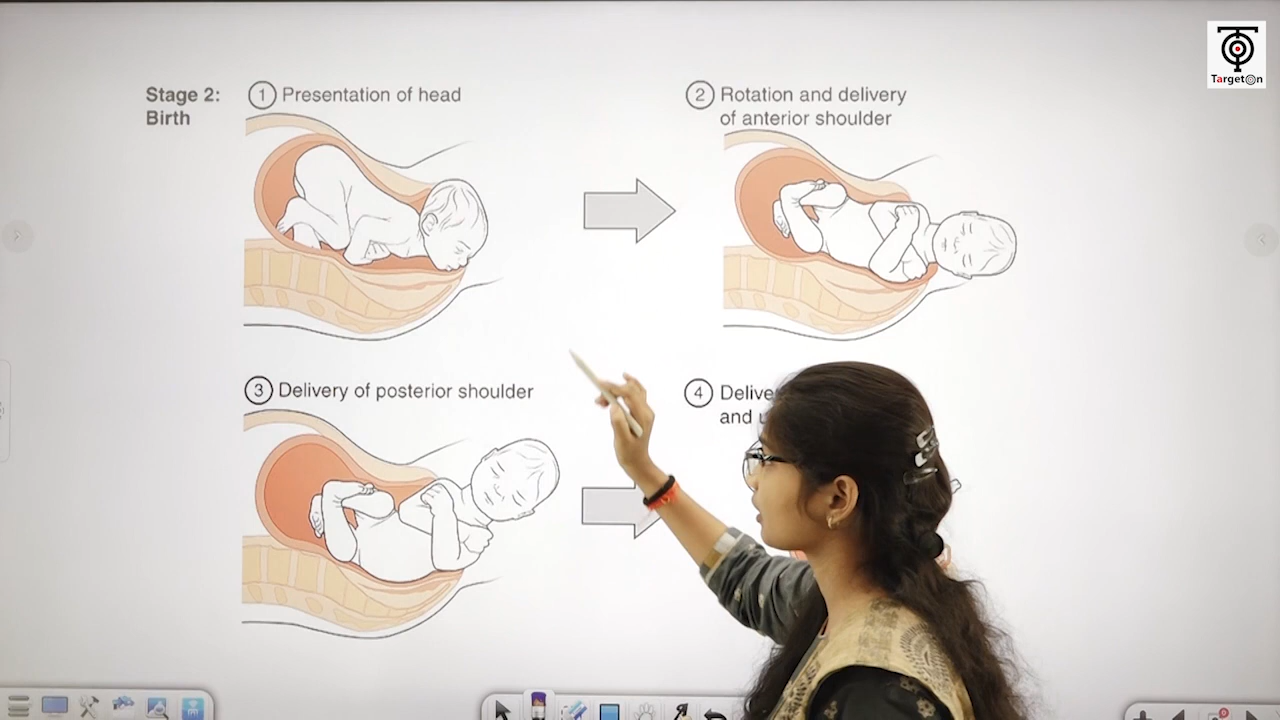 Target
n
Stage 2:
Birth
1 Presentation of head
2 Rotation and delivery
of anterior shoulder
3 Delivery of posterior shoulder
4
and